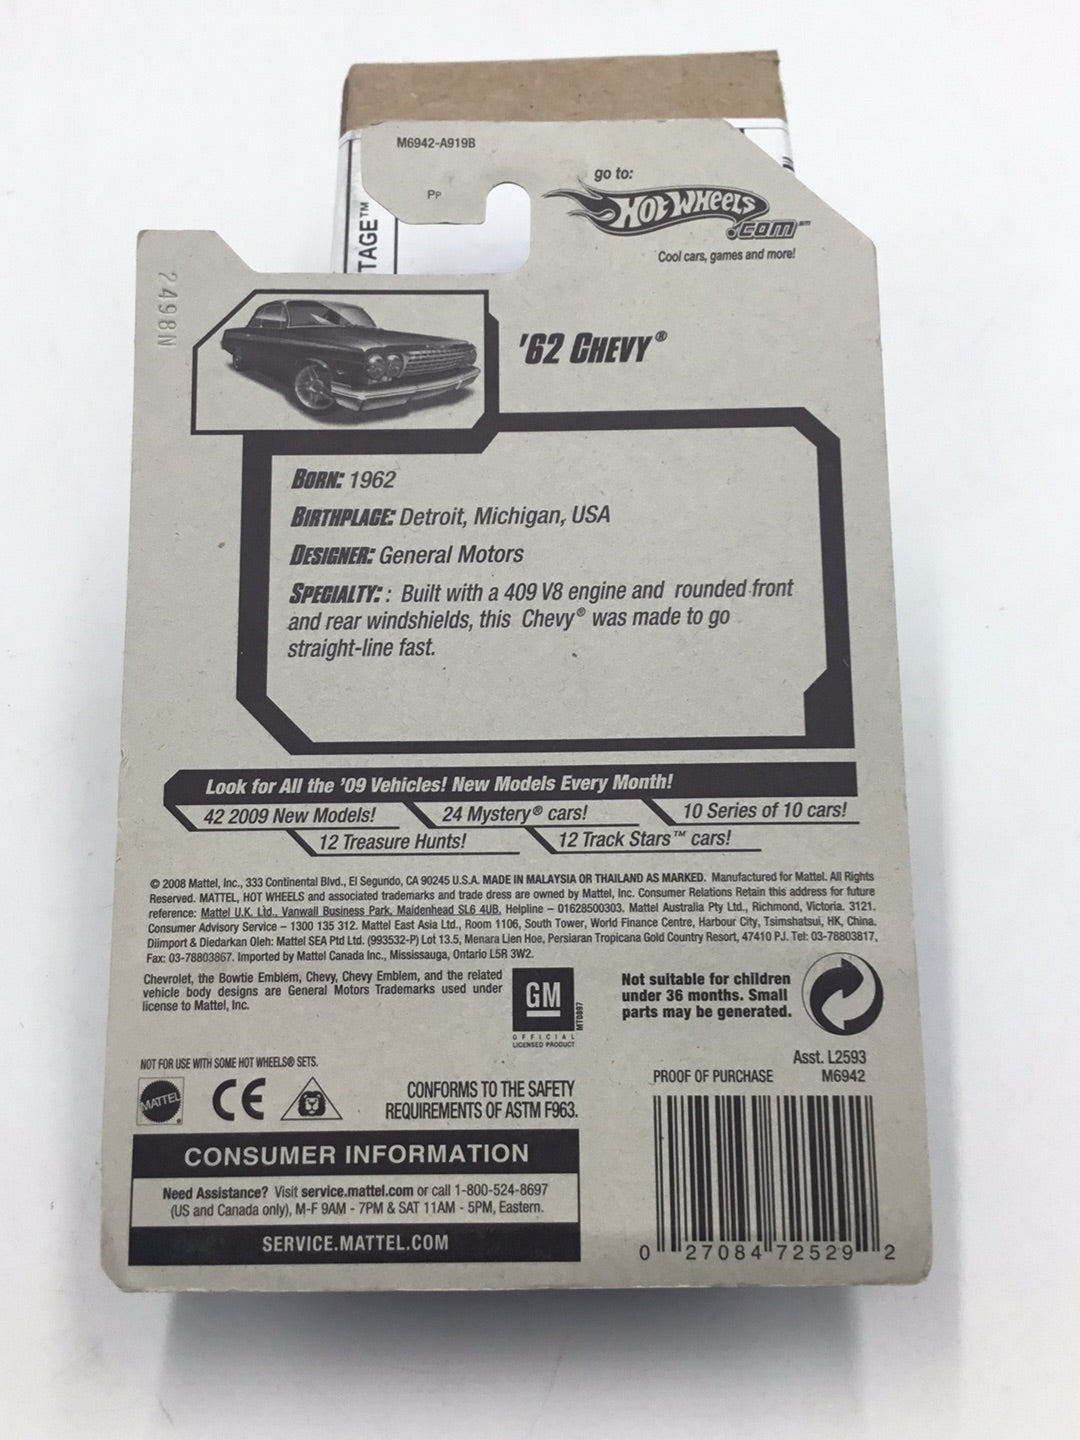 M6942-A919B
PP
go to:
HOT WHEELS
.COM
Cool cars, games and more!
TAGE™
2498N
'62 CHEVY®
BORN: 1962
BIRTHPLACE: Detroit, Michigan, USA
DESIGNER: General Motors
SPECIALTY: : Built with a 409 V8 engine and rounded front
and rear windshields, this Chevy® was made to go
straight-line fast.
Look for All the '09 Vehicles! New Models Every Month!
42 2009 New Models! 24 Mystery® cars! 10 Series of 10 cars!
12 Treasure Hunts! 12 Track Stars™ cars!
© 2008 Mattel, Inc., 333 Continental Blvd., El Segundo, CA 90245 U.S.A. MADE IN MALAYSIA OR THAILAND AS MARKED. Manufactured for Mattel. All Rights
Reserved. MATTEL, HOT WHEELS and associated trademarks and trade dress are owned by Mattel, Inc. Consumer Relations Retain this address for future
reference: Mattel U.K. Ltd., Vanwall Business Park, Maidenhead SL6 4UB. Helpline – 01628500303. Mattel Australia Pty Ltd., Richmond, Victoria. 3121.
Consumer Advisory Service – 1300 135 312. Mattel East Asia Ltd., Room 1106, South Tower, World Finance Centre, Harbour City, Tsimshatsui, HK, China.
Diimport & Diedarkan Oleh: Mattel SEA Ptd Ltd. (993532-P) Lot 13.5, Menara Lien Hoe, Persiaran Tropicana Gold Country Resort, 47410 PJ. Tel: 03-78803817,
Fax: 03-78803867. Imported by Mattel Canada Inc., Mississauga, Ontario L5R 3W2.
Chevrolet, the Bowtie Emblem, Chevy, Chevy Emblem, and the related
vehicle body designs are General Motors Trademarks used under
license to Mattel, Inc.
GM
OFFICIAL
LICENSED PRODUCT
MT0897
Not suitable for children
under 36 months. Small
parts may be generated.
NOT FOR USE WITH SOME HOT WHEELS® SETS.
MATTEL
CE
CONFORMS TO THE SAFETY
REQUIREMENTS OF ASTM F963.
Asst. L2593
PROOF OF PURCHASE M6942
CONSUMER INFORMATION
Need Assistance? Visit service.mattel.com or call 1-800-524-8697
(US and Canada only), M-F 9AM - 7PM & SAT 11AM - 5PM, Eastern.
SERVICE.MATTEL.COM
0 27084 72529 2